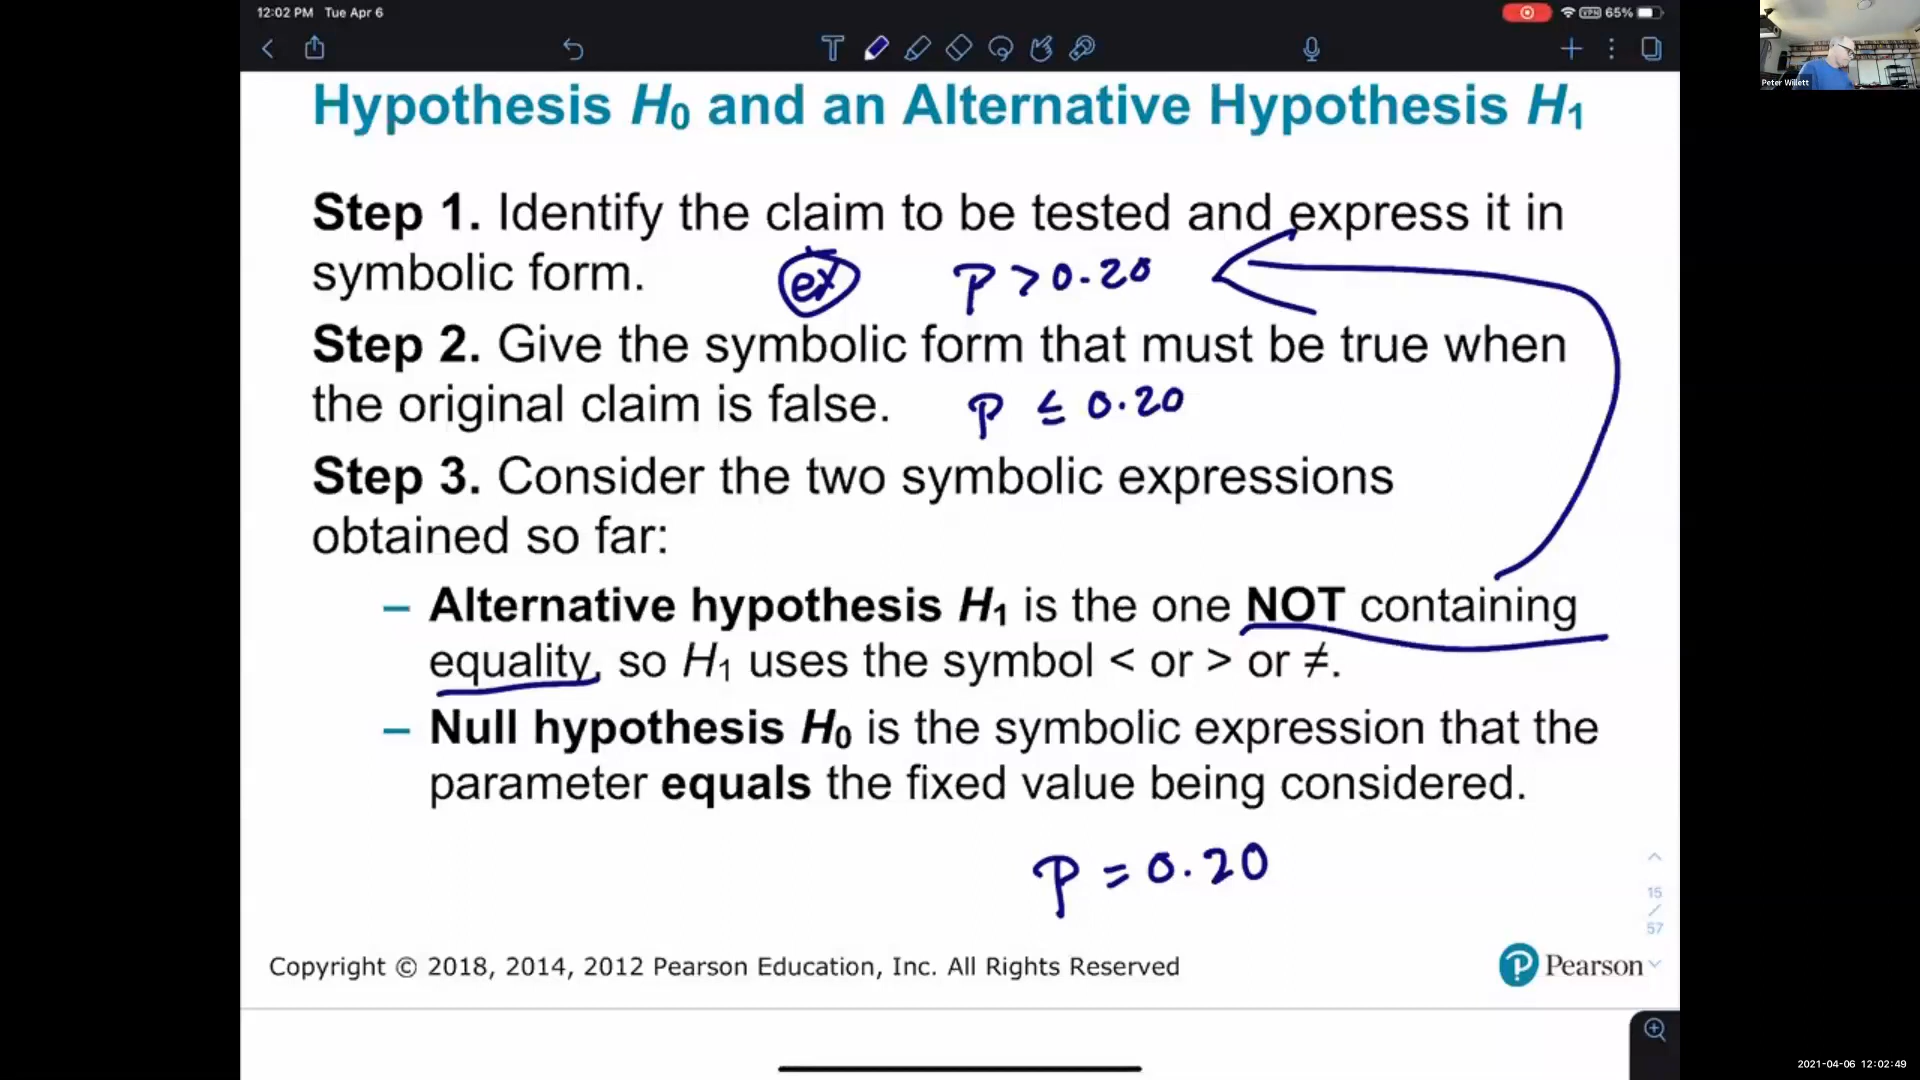 12:02 PM Tue Apr 6
VPN 65%
Peter Willett
Hypothesis H₀ and an Alternative Hypothesis H₁
Step 1. Identify the claim to be tested and express it in
symbolic form. ex p > 0.20
Step 2. Give the symbolic form that must be true when
the original claim is false. p ≤ 0.20
Step 3. Consider the two symbolic expressions
obtained so far:
– Alternative hypothesis H₁ is the one NOT containing
equality, so H₁ uses the symbol < or > or ≠.
– Null hypothesis H₀ is the symbolic expression that the
parameter equals the fixed value being considered.
p = 0.20
15
/
57
Copyright © 2018, 2014, 2012 Pearson Education, Inc. All Rights Reserved
P Pearson
2021-04-06 12:02:49